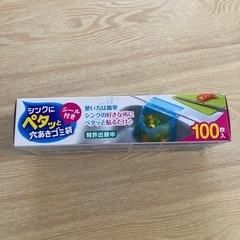 シンクに
ペタッと
シール付き
穴あきゴミ袋
使い方は簡単
シンクの好きな所に
ペタッと貼るだけ♡
特許出願中
100枚入